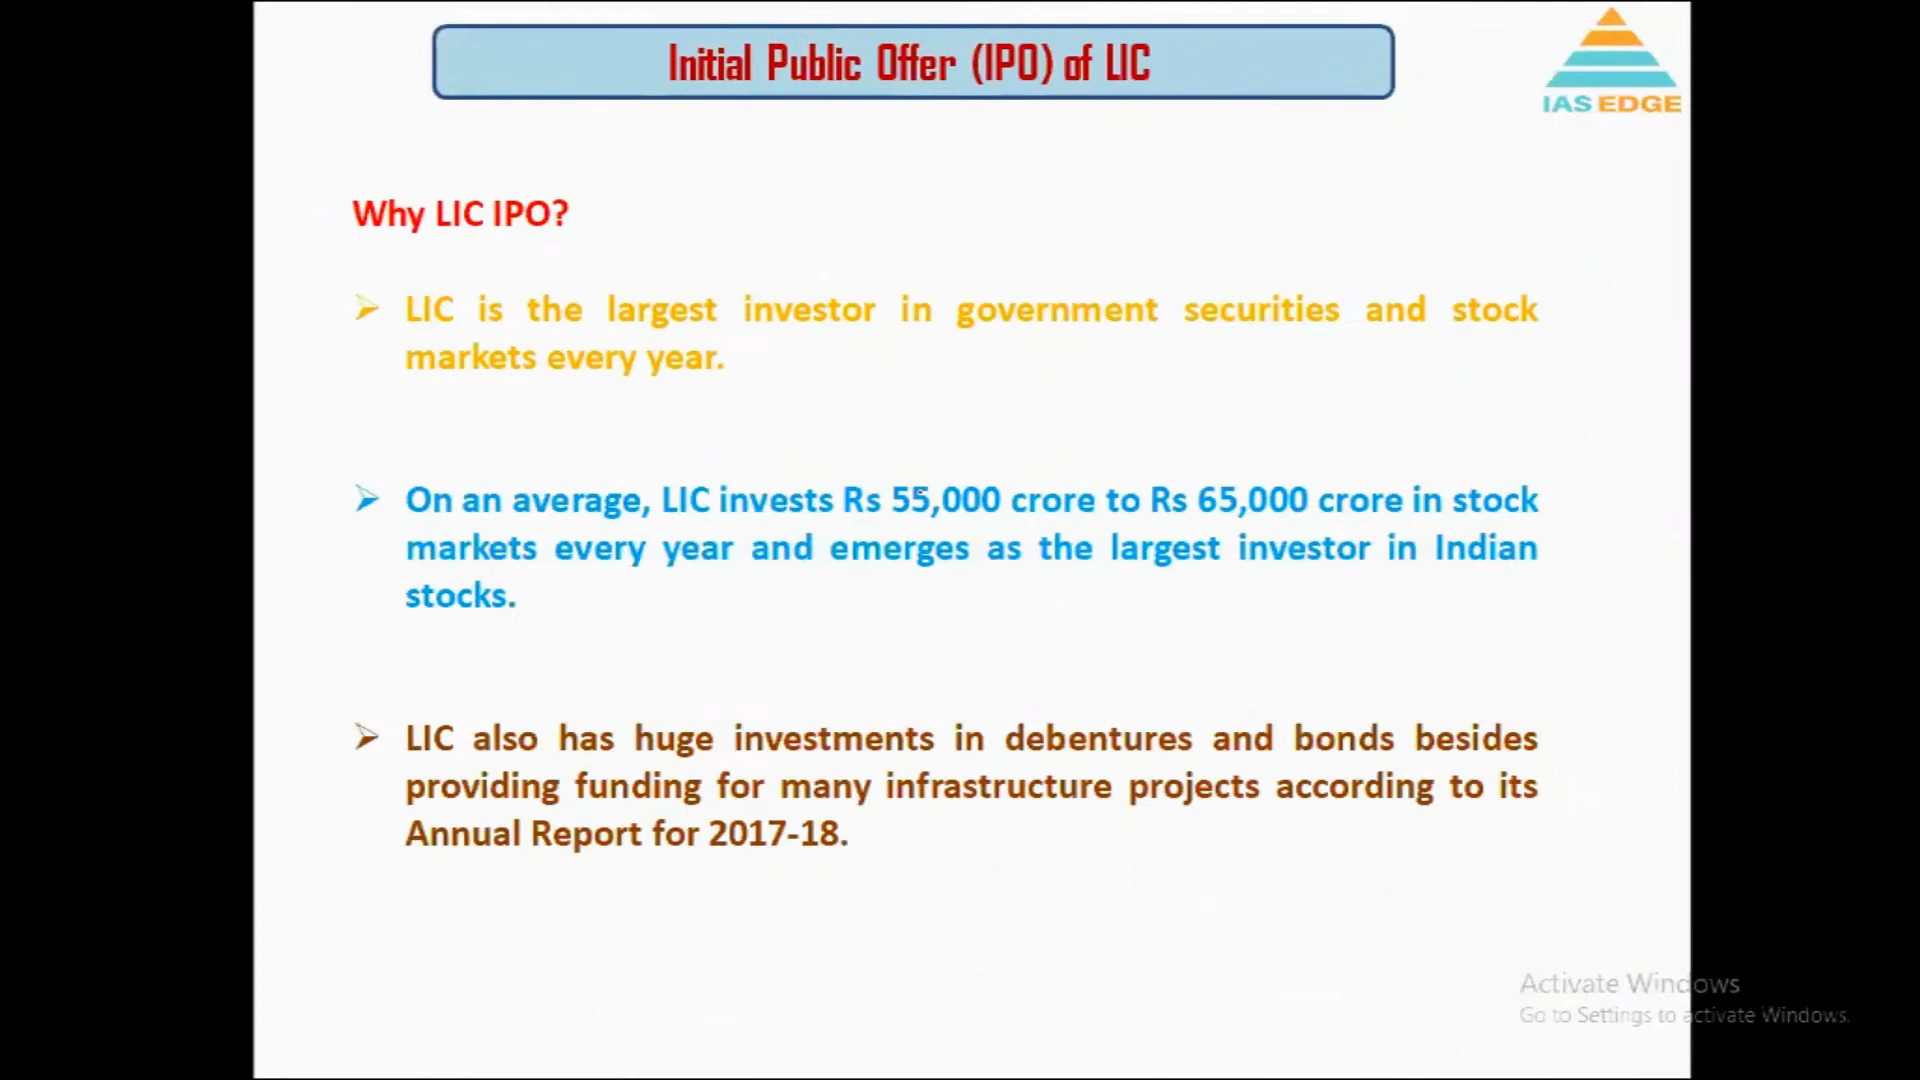 Initial Public Offer (IPO) of LIC
IAS EDGE
Why LIC IPO?
LIC is the largest investor in government securities and stock
markets every year.
On an average, LIC invests Rs 55,000 crore to Rs 65,000 crore in stock
markets every year and emerges as the largest investor in Indian
stocks.
LIC also has huge investments in debentures and bonds besides
providing funding for many infrastructure projects according to its
Annual Report for 2017-18.
Activate Windows
Go to Settings to activate Windows.